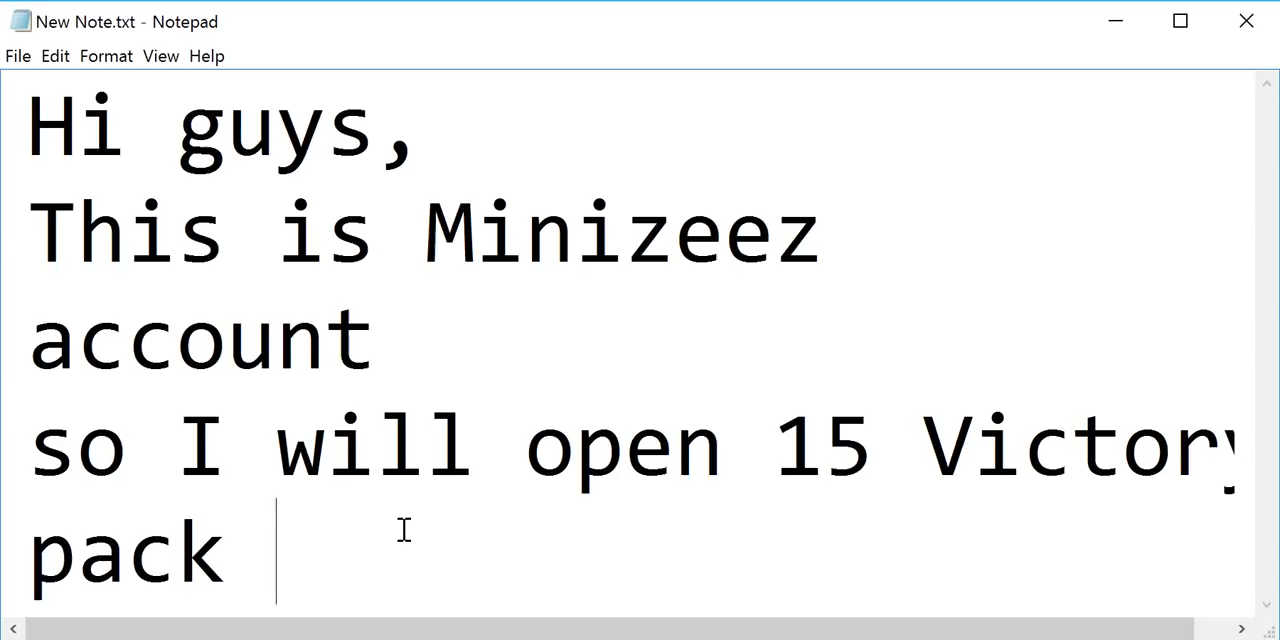 New Note.txt - Notepad
File Edit Format View Help
Hi guys,
This is Minizeez
account
so I will open 15 Victory
pack